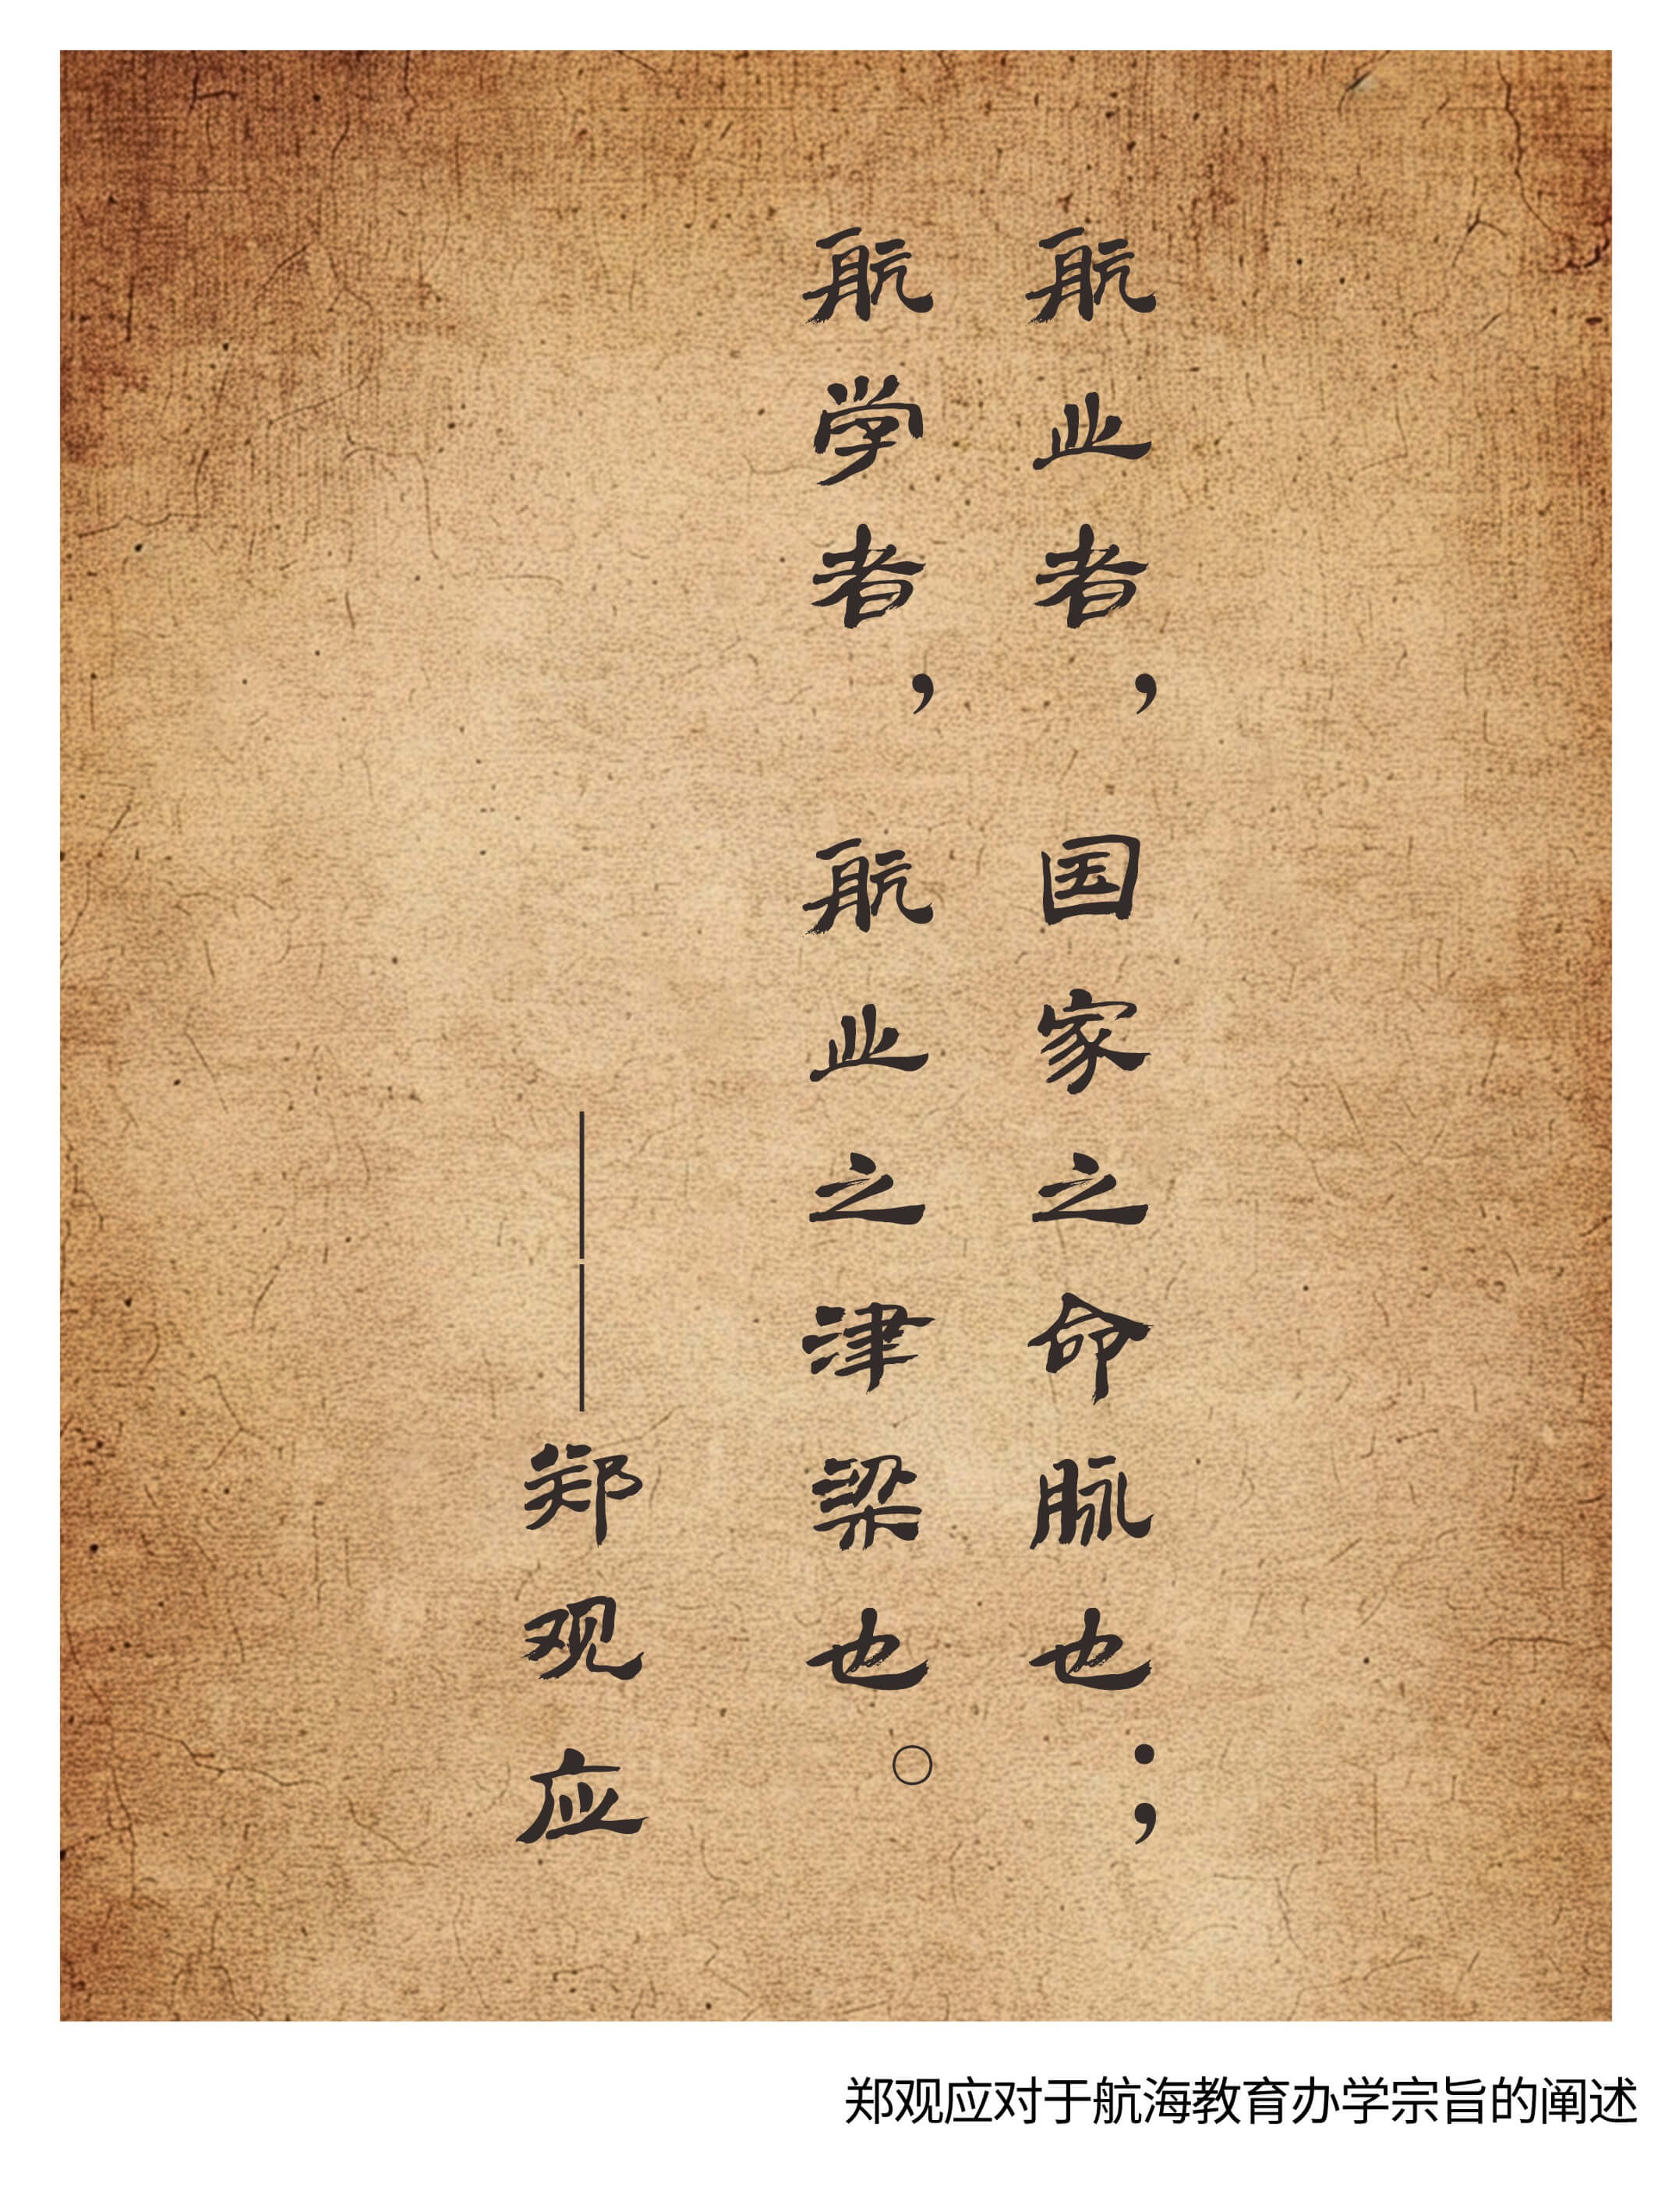 航业者，国家之命脉也；
航学者，航业之津梁也。
——郑观应
郑观应对于航海教育办学宗旨的阐述